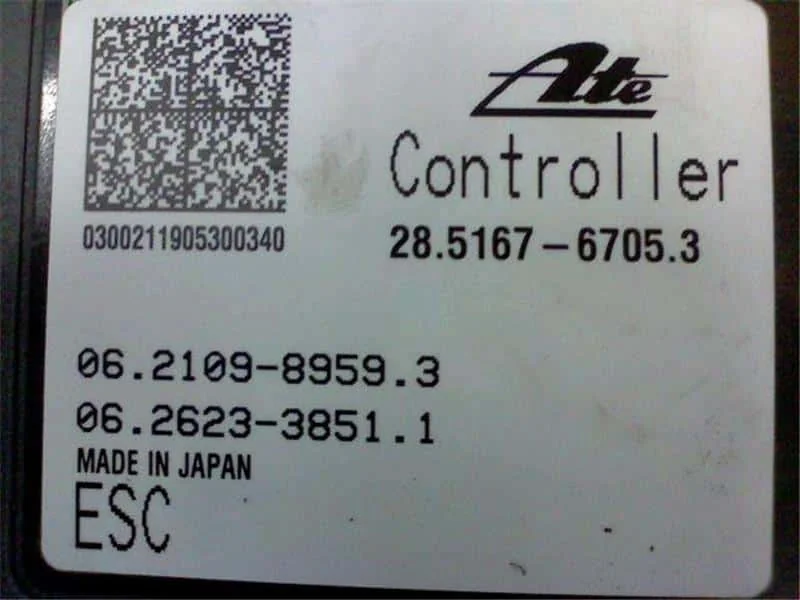 Ate
Controller
0300211905300340
28.5167-6705.3
06.2109-8959.3
06.2623-3851.1
MADE IN JAPAN
ESC